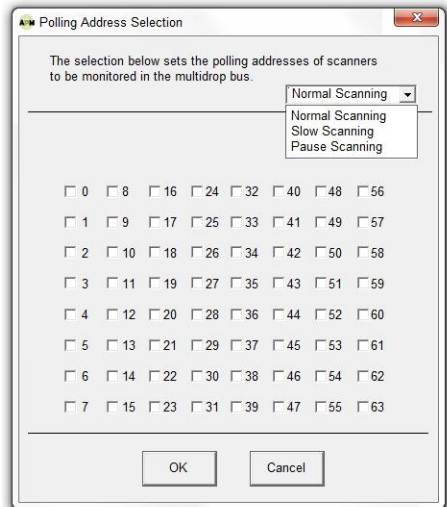 APM Polling Address Selection
The selection below sets the polling addresses of scanners
to be monitored in the multidrop bus.
Normal Scanning
Normal Scanning
Slow Scanning
Pause Scanning
0 8 16 24 32 40 48 56
1 9 17 25 33 41 49 57
2 10 18 26 34 42 50 58
3 11 19 27 35 43 51 59
4 12 20 28 36 44 52 60
5 13 21 29 37 45 53 61
6 14 22 30 38 46 54 62
7 15 23 31 39 47 55 63
OK Cancel